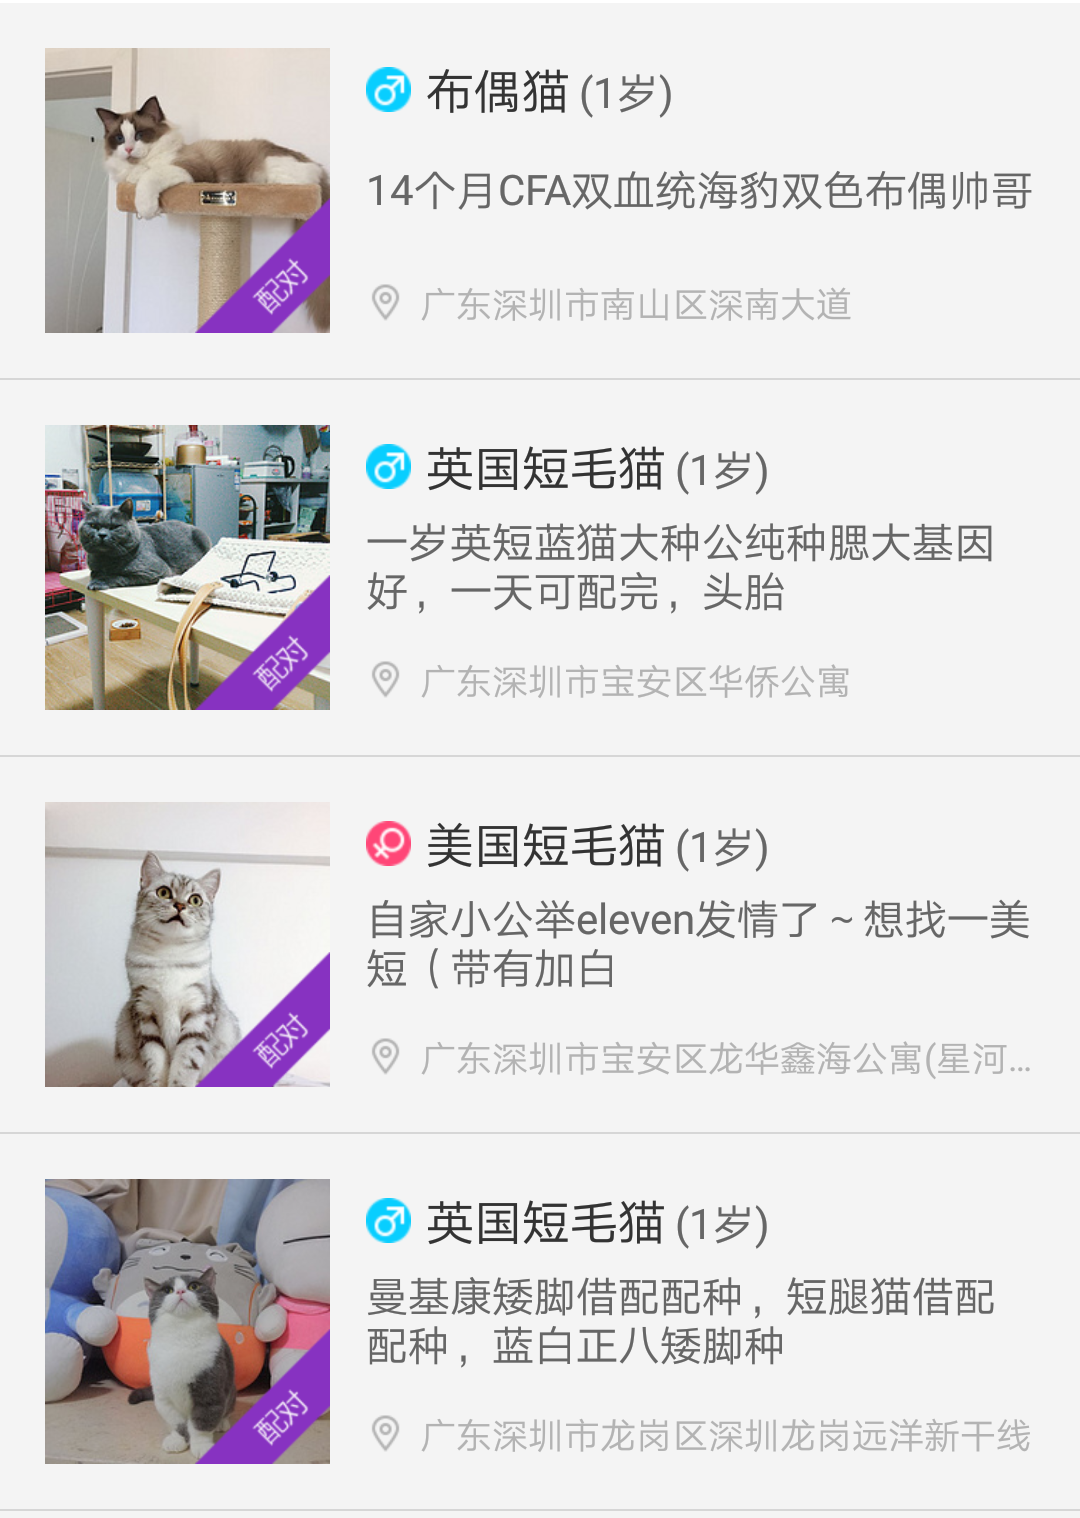 布偶猫 (1岁)
14个月CFA双血统海豹双色布偶帅哥
广东深圳市南山区深南大道
配对
英国短毛猫 (1岁)
一岁英短蓝猫大种公纯种腮大基因
好，一天可配完，头胎
广东深圳市宝安区华侨公寓
配对
美国短毛猫 (1岁)
自家小公举eleven发情了～想找一美
短（带有加白
广东深圳市宝安区龙华鑫海公寓(星河...
配对
英国短毛猫 (1岁)
曼基康矮脚借配配种，短腿猫借配
配种，蓝白正八矮脚种
广东深圳市龙岗区深圳龙岗远洋新干线
配对